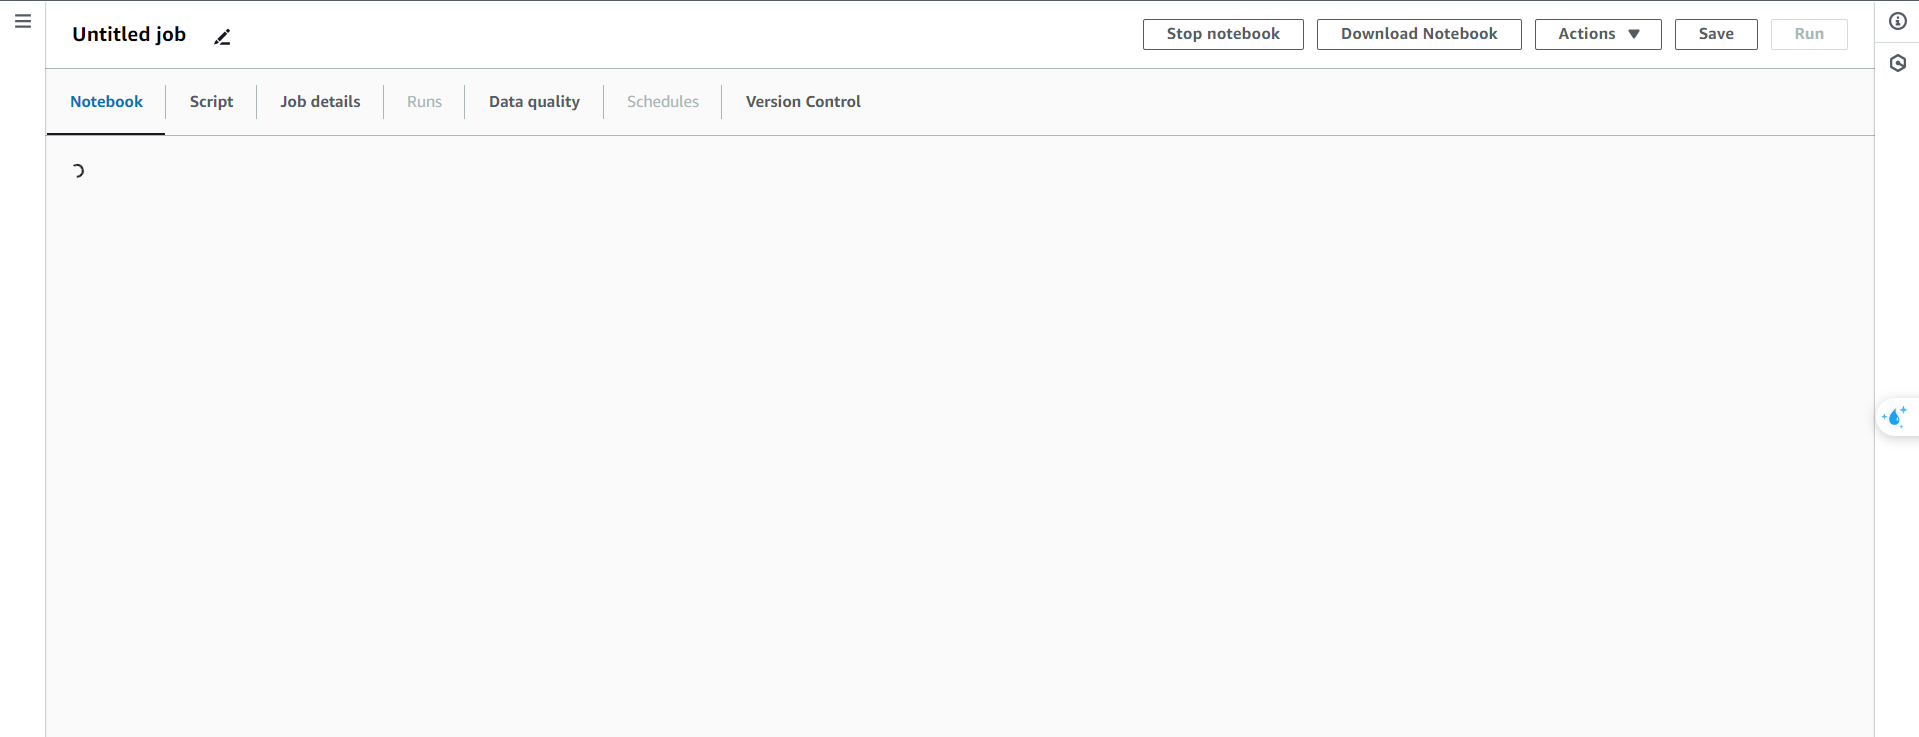 Untitled job
Stop notebook Download Notebook Actions Save Run
Notebook Script Job details Runs Data quality Schedules Version Control